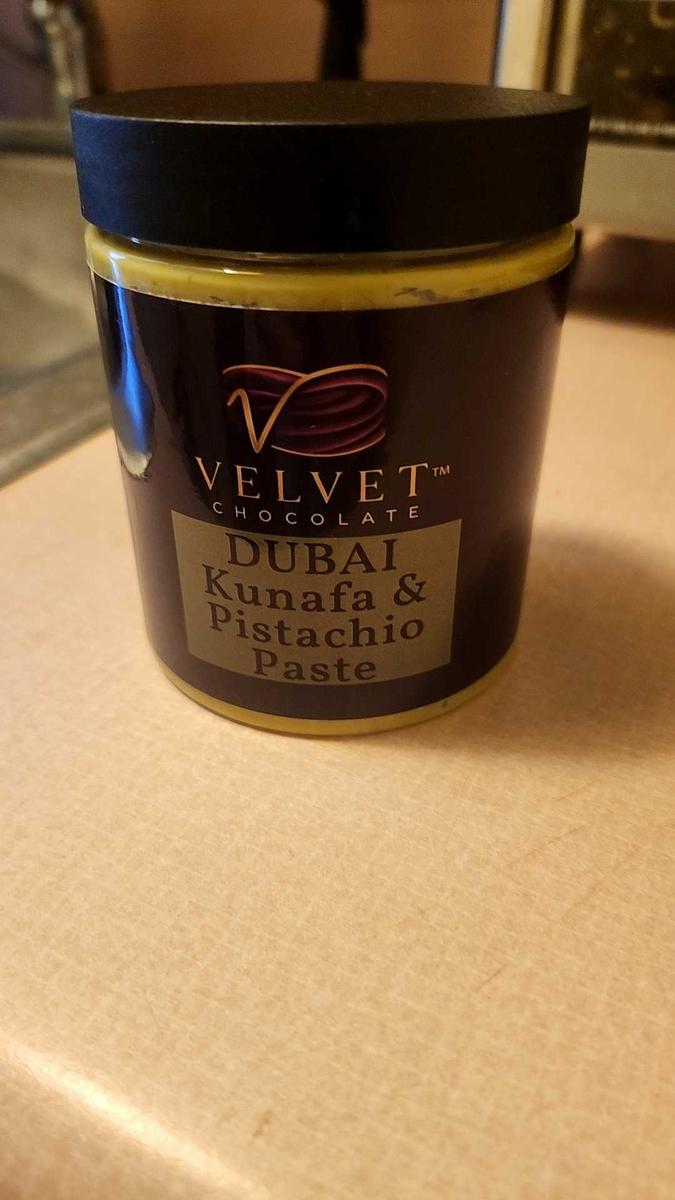 VELVET™
CHOCOLATE
DUBAI
Kunafa &
Pistachio
Paste